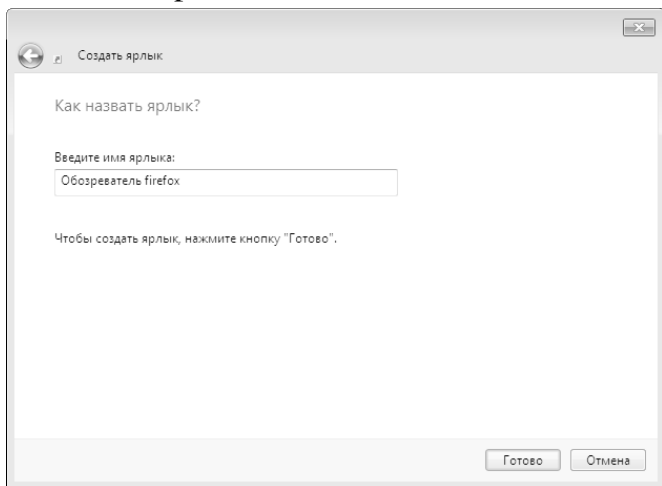 Создать ярлык
Как назвать ярлык?
Введите имя ярлыка:
Обозреватель firefox
Чтобы создать ярлык, нажмите кнопку "Готово".
Готово Отмена